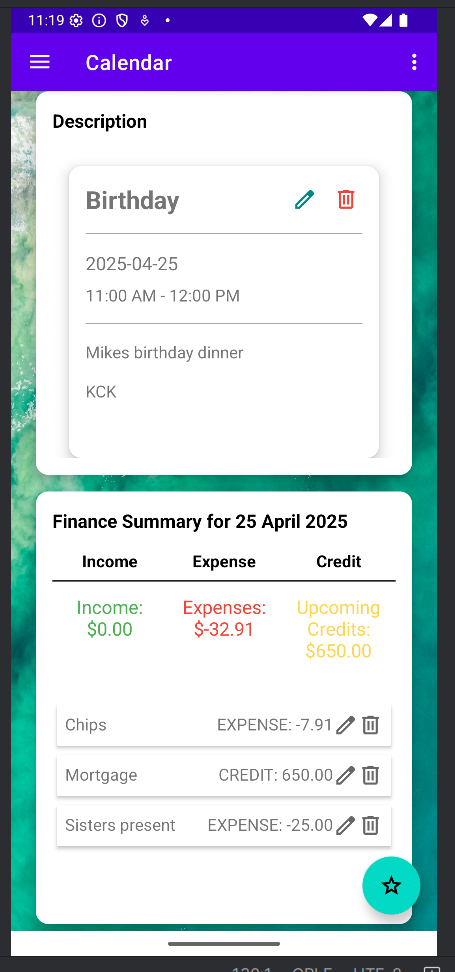 11:19
Calendar
Description
Birthday
2025-04-25
11:00 AM - 12:00 PM
Mikes birthday dinner
KCK
Finance Summary for 25 April 2025
Income Expense Credit
Income: Expenses: Upcoming
$0.00 $-32.91 Credits:
$650.00
Chips EXPENSE: -7.91
Mortgage CREDIT: 650.00
Sisters present EXPENSE: -25.00